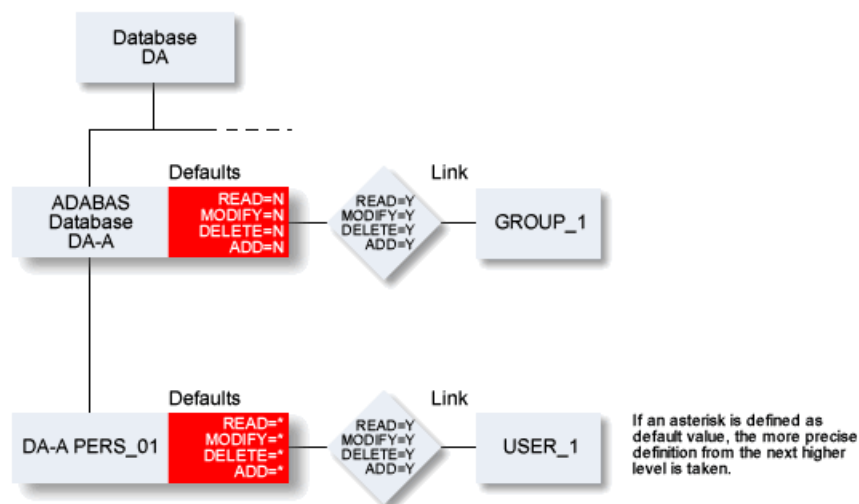 Database
DA
Defaults
Link
ADABAS
Database
DA-A
READ=N
MODIFY=N
DELETE=N
ADD=N
READ=Y
MODIFY=Y
DELETE=Y
ADD=Y
GROUP_1
Defaults
Link
DA-A PERS_01
READ=*
MODIFY=*
DELETE=*
ADD=*
READ=Y
MODIFY=Y
DELETE=Y
ADD=Y
USER_1
If an asterisk is defined as
default value, the more precise
definition from the next higher
level is taken.